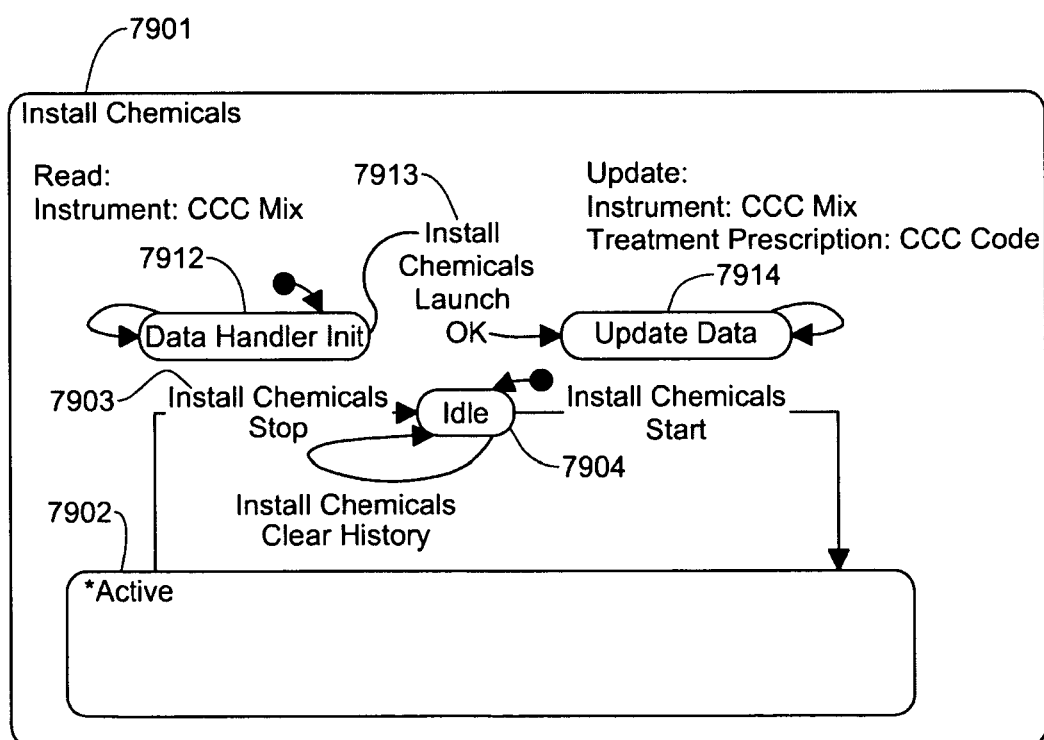 7901
Install Chemicals
Read:
Instrument: CCC Mix
7913
Update:
Instrument: CCC Mix
Treatment Prescription: CCC Code
7912
Install
Chemicals
Launch
OK
7914
Data Handler Init
Update Data
7903
Install Chemicals
Stop
Idle
Install Chemicals
Start
7904
Install Chemicals
Clear History
7902
*Active